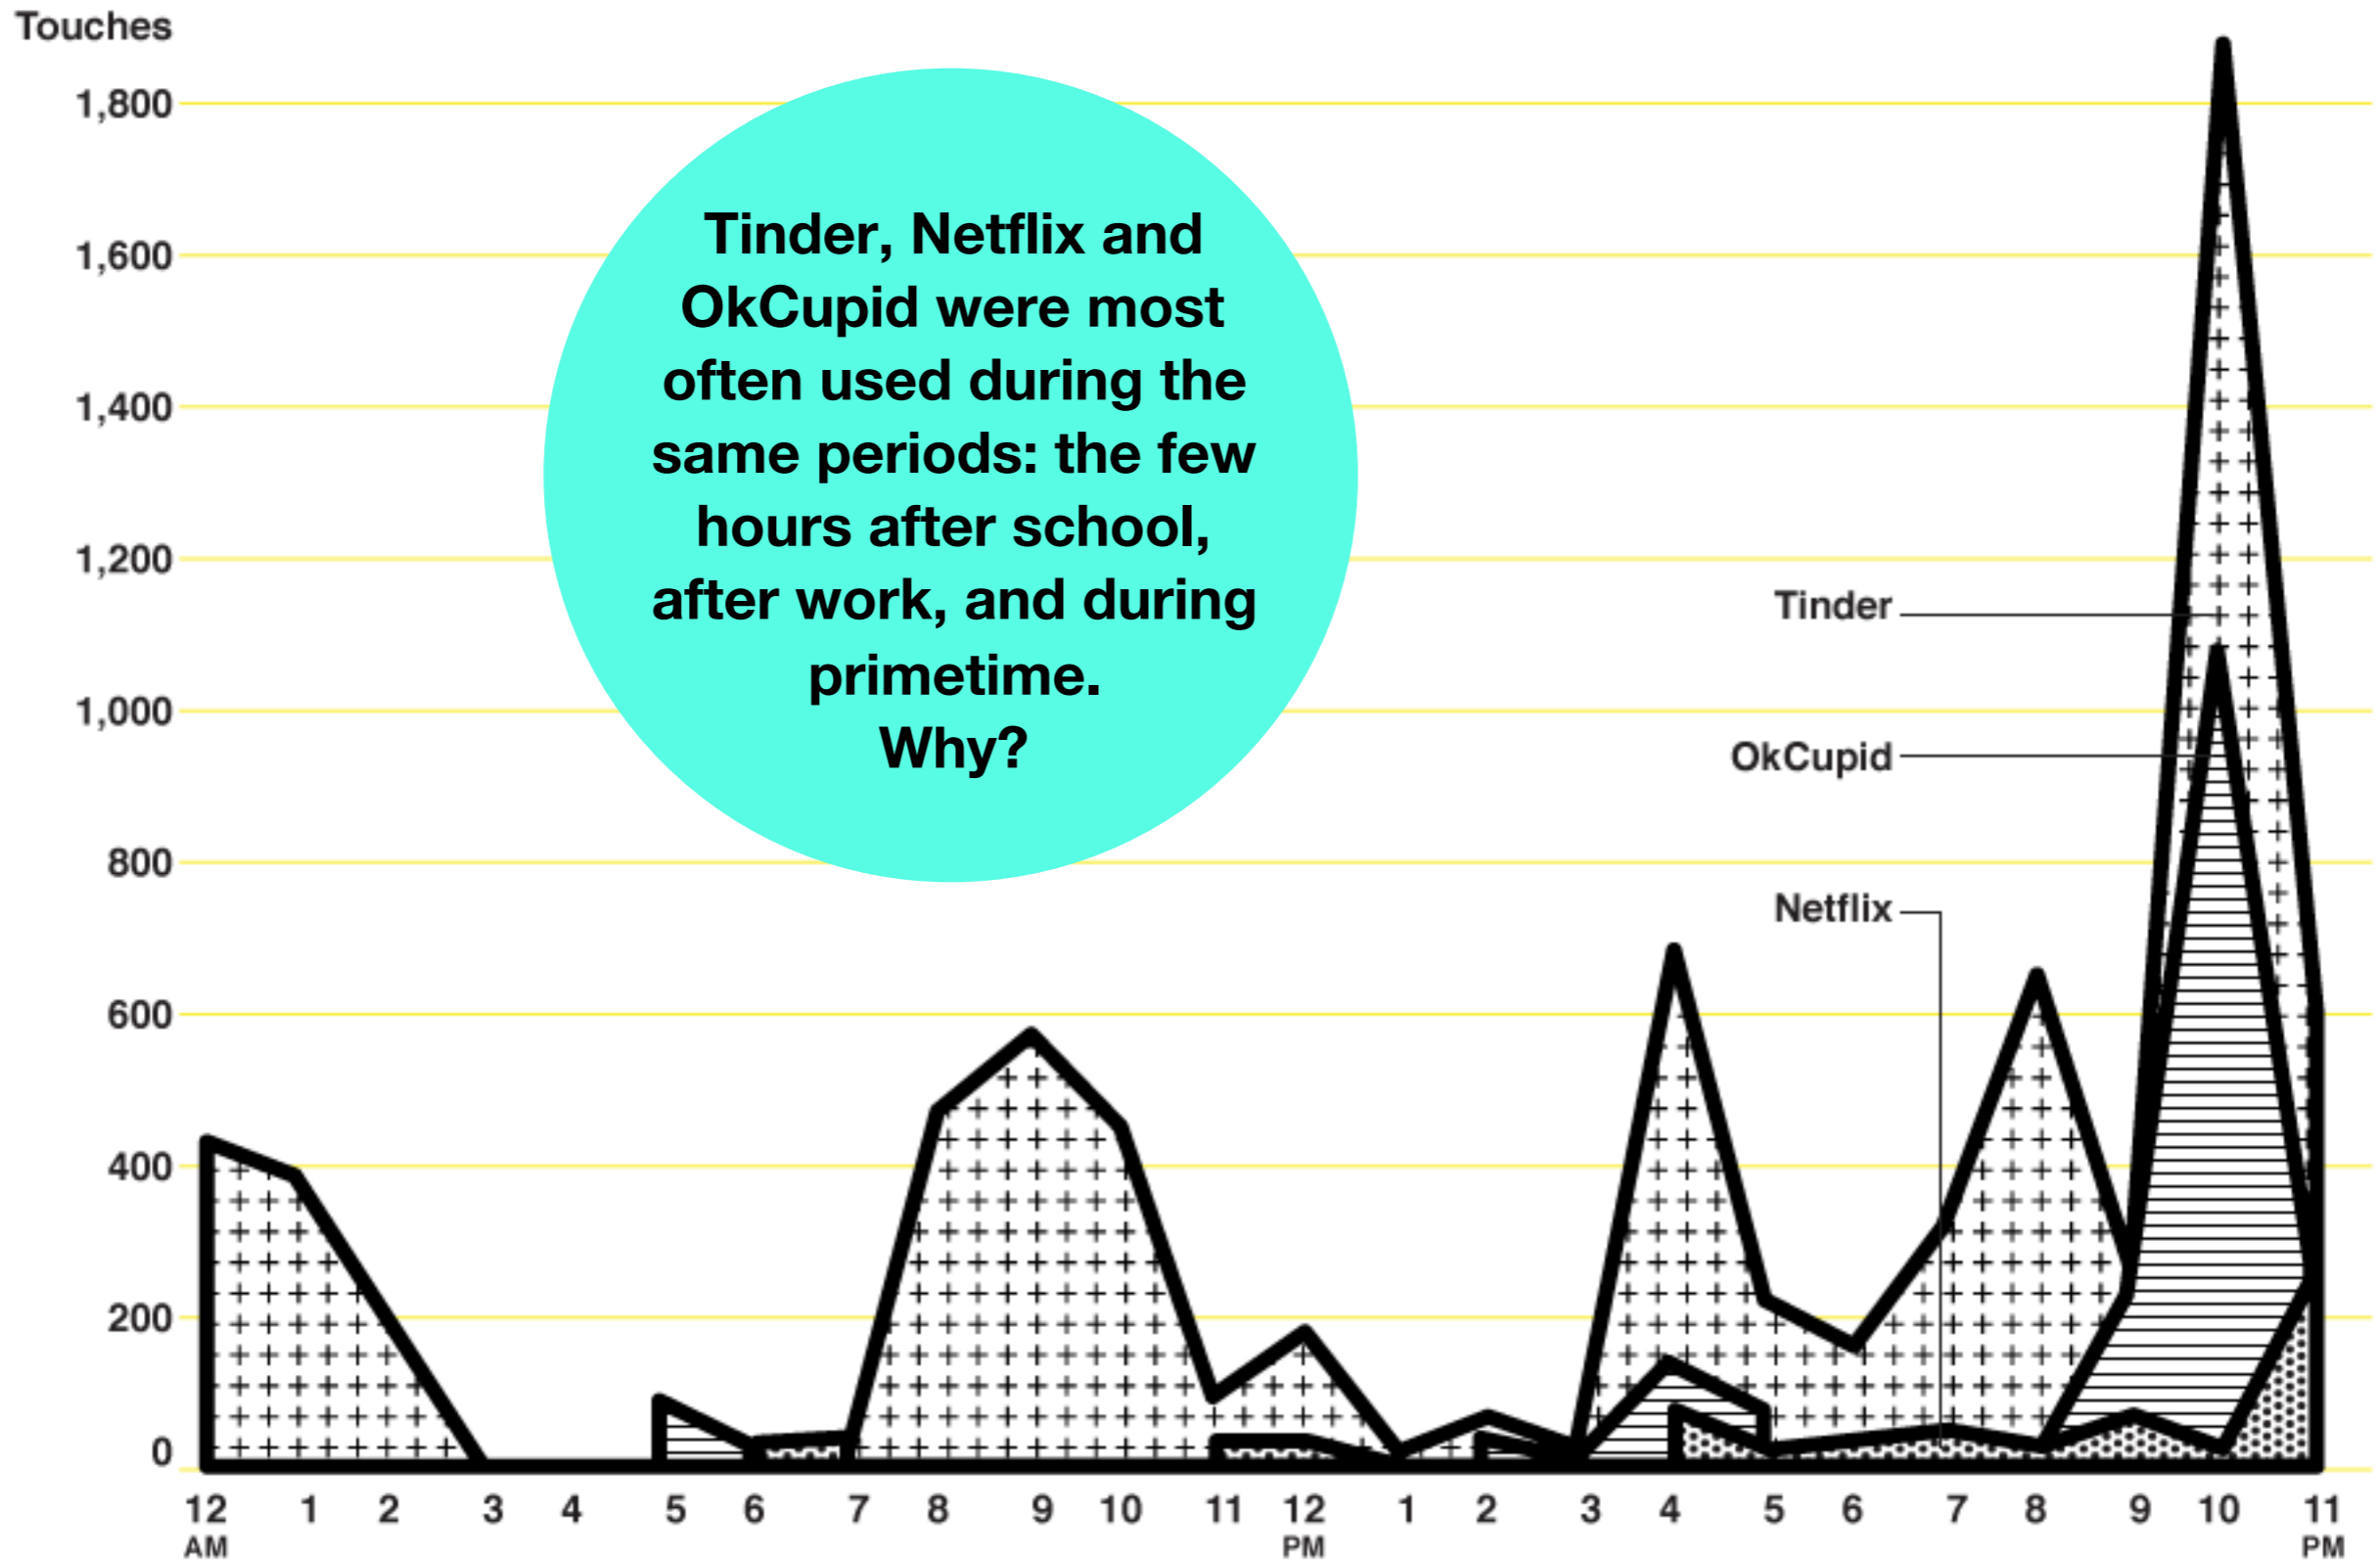 Touches
1,800
1,600
1,400
1,200
1,000
800
600
400
200
0
Tinder, Netflix and
OkCupid were most
often used during the
same periods: the few
hours after school,
after work, and during
primetime.
Why?
Tinder
OkCupid
Netflix
12 1 2 3 4 5 6 7 8 9 10 11 12 1 2 3 4 5 6 7 8 9 10 11
AM PM PM